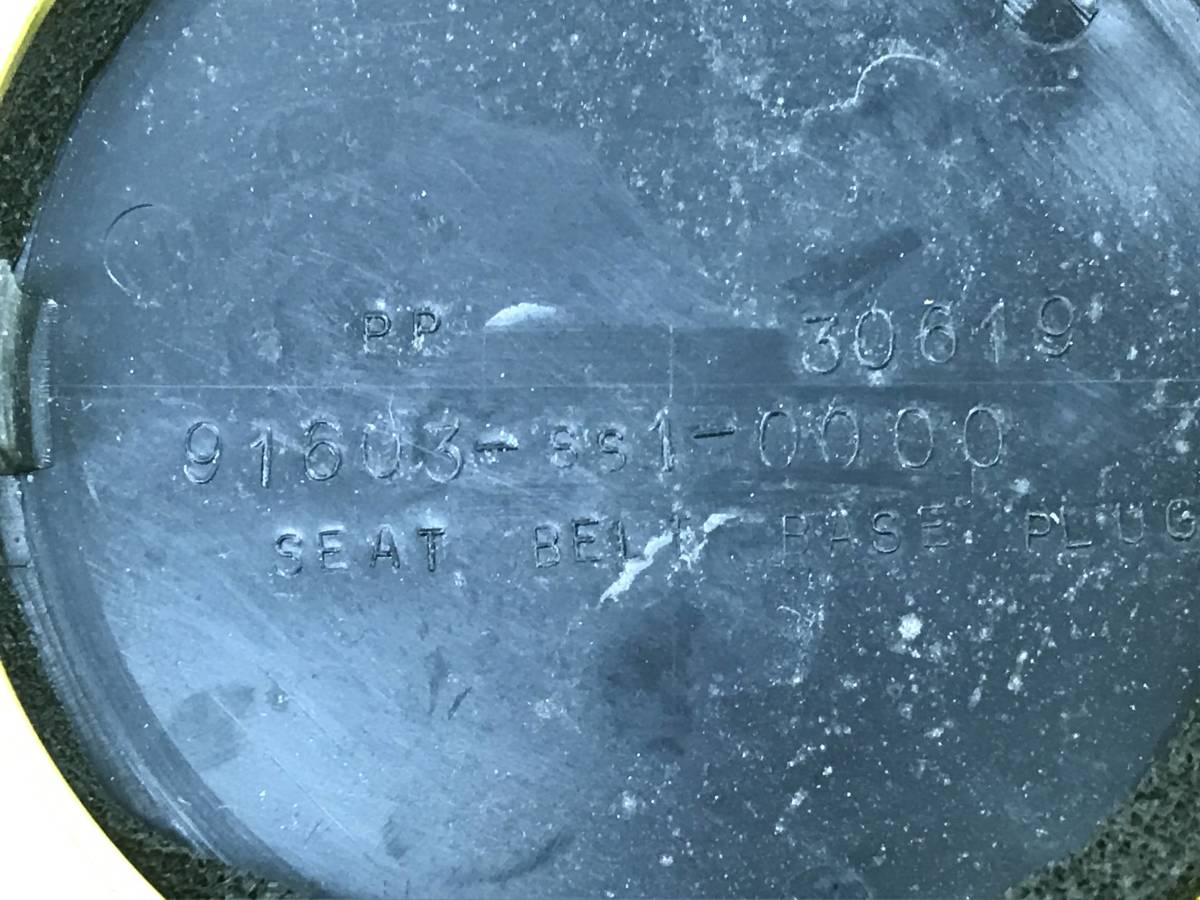 PP 30619
91603-SS1-0000
SEAT BELT BASE PLUG